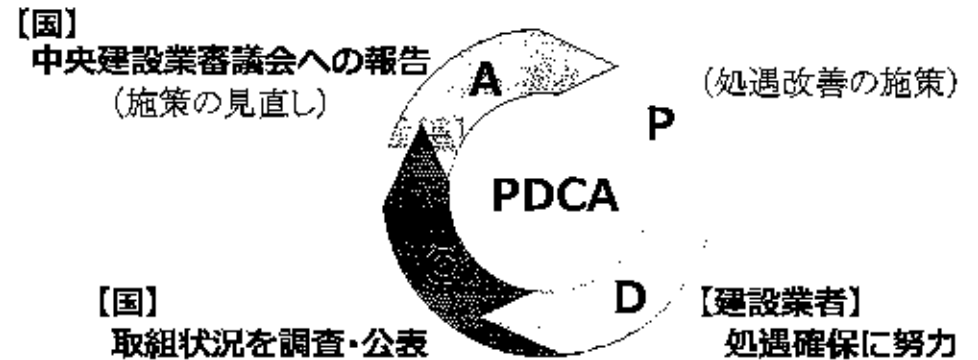 【国】
中央建設業審議会への報告
(施策の見直し)
A
(処遇改善の施策)
P
PDCA
D
【国】
取組状況を調査・公表
【建設業者】
処遇確保に努力